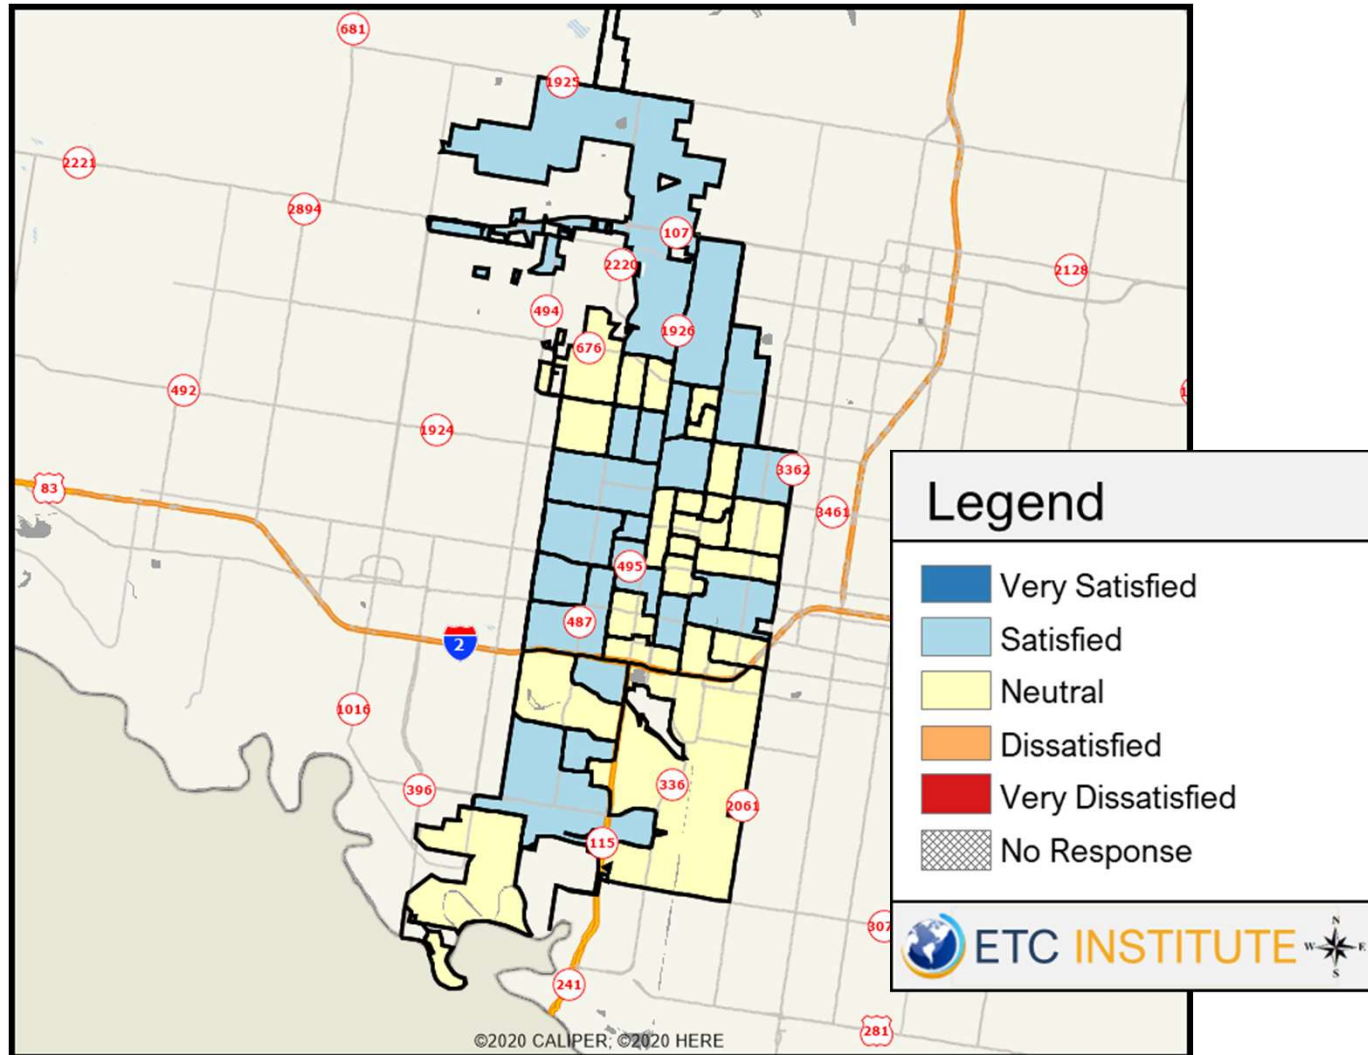 681
1925
2221
2894
107
2220
2128
494
1926
676
492
1924
3362
83
3461
495
487
2
1016
336
396
2061
115
307
241
281
©2020 CALIPER; ©2020 HERE
Legend
Very Satisfied
Satisfied
Neutral
Dissatisfied
Very Dissatisfied
No Response
ETC INSTITUTE
N
W E
S